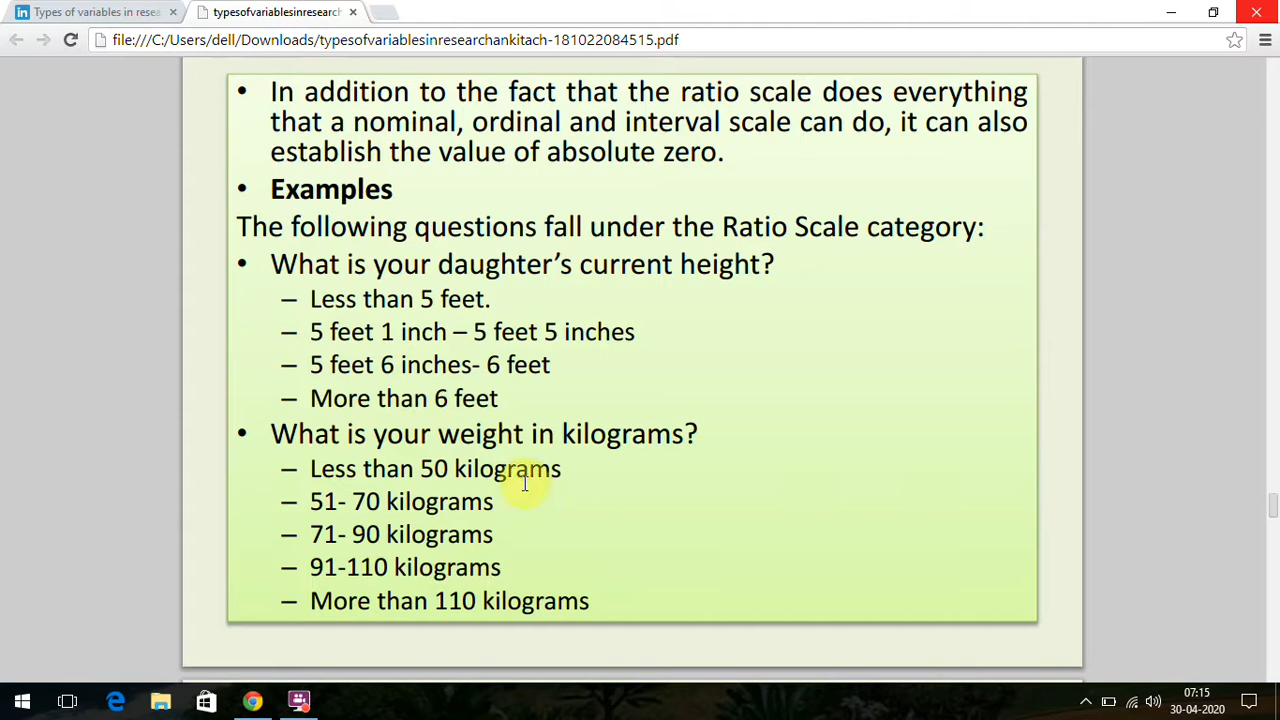 Types of variables in resea
typesofvariablesinresearch
file:///C:/Users/dell/Downloads/typesofvariablesinresearchankitach-181022084515.pdf
• In addition to the fact that the ratio scale does everything
that a nominal, ordinal and interval scale can do, it can also
establish the value of absolute zero.
• Examples
The following questions fall under the Ratio Scale category:
• What is your daughter’s current height?
– Less than 5 feet.
– 5 feet 1 inch – 5 feet 5 inches
– 5 feet 6 inches- 6 feet
– More than 6 feet
• What is your weight in kilograms?
– Less than 50 kilograms
– 51- 70 kilograms
– 71- 90 kilograms
– 91-110 kilograms
– More than 110 kilograms
07:15
30-04-2020